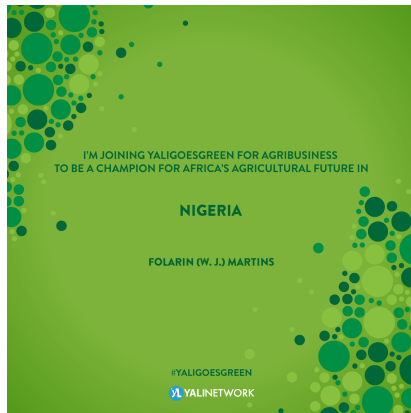 I'M JOINING YALIGOESGREEN FOR AGRIBUSINESS
TO BE A CHAMPION FOR AFRICA'S AGRICULTURAL FUTURE IN
NIGERIA
FOLARIN (W. J.) MARTINS
#YALIGOESGREEN
YALINETWORK